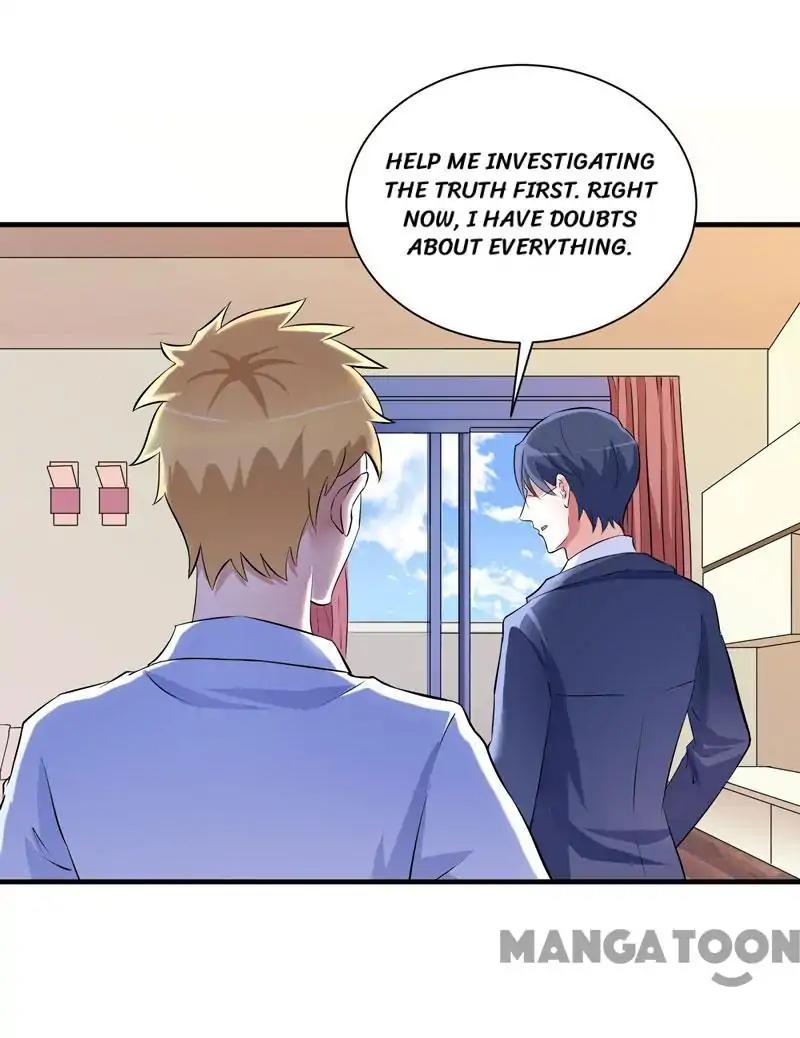 HELP ME INVESTIGATING
THE TRUTH FIRST. RIGHT
NOW, I HAVE DOUBTS
ABOUT EVERYTHING.
MANGATOON